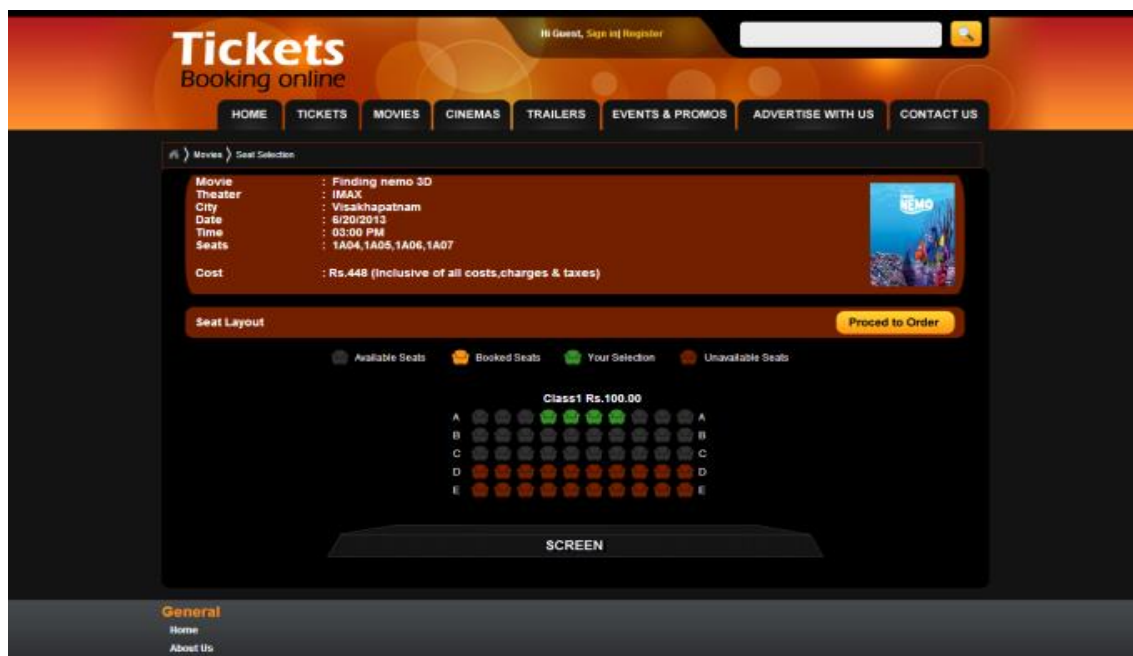 Tickets
Booking online
Hi Guest, Sign in| Register
HOME TICKETS MOVIES CINEMAS TRAILERS EVENTS & PROMOS ADVERTISE WITH US CONTACT US
Movies Seat Selection
Movie : Finding nemo 3D
Theater : IMAX
City : Visakhapatnam
Date : 6/20/2013
Time : 03:00 PM
Seats : 1A04,1A05,1A06,1A07
Cost : Rs.448 (Inclusive of all costs,charges & taxes)
NEMO
Seat Layout Proced to Order
Available Seats Booked Seats Your Selection Unavailable Seats
Class1 Rs.100.00
A A
B B
C C
D D
E E
SCREEN
General
Home
About Us